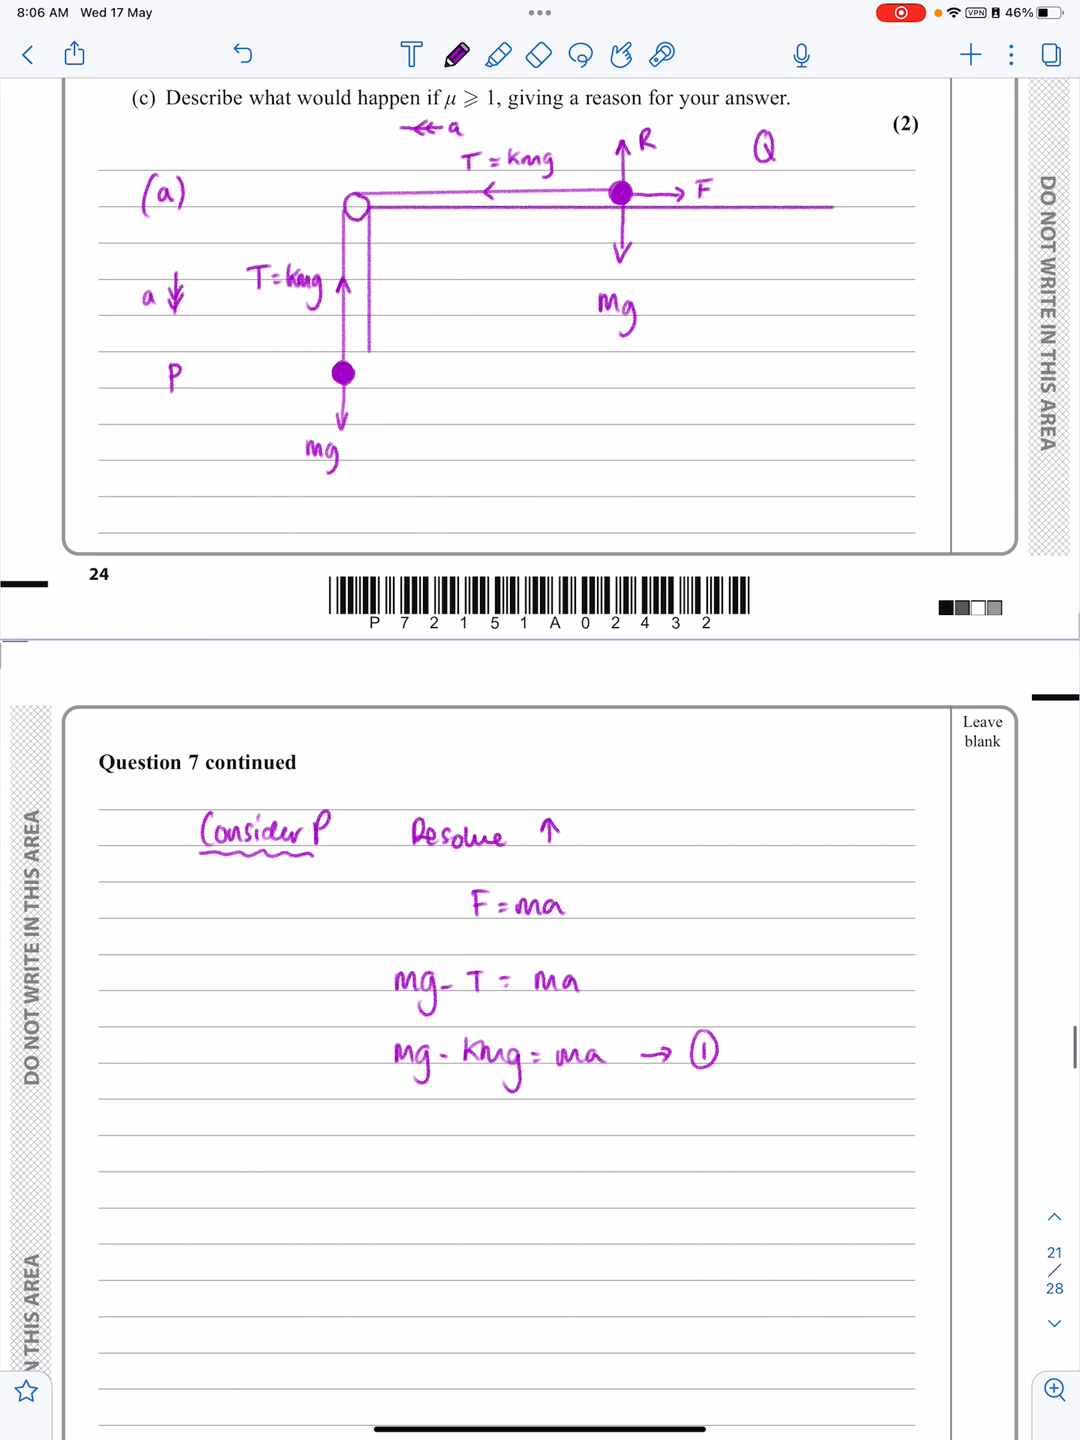 8:06 AM Wed 17 May
VPN 46%
T
(c) Describe what would happen if μ ⩾ 1, giving a reason for your answer.
(2)
a
T = kmg
R
Q
(a)
F
T = kmg
a
mg
P
mg
DO NOT WRITE IN THIS AREA
24
P 7 2 1 5 1 A 0 2 4 3 2
Leave
blank
Question 7 continued
Consider P Resolve ↑
F = ma
mg - T = ma
mg - kmg = ma → ①
DO NOT WRITE IN THIS AREA
N THIS AREA
21
/
28